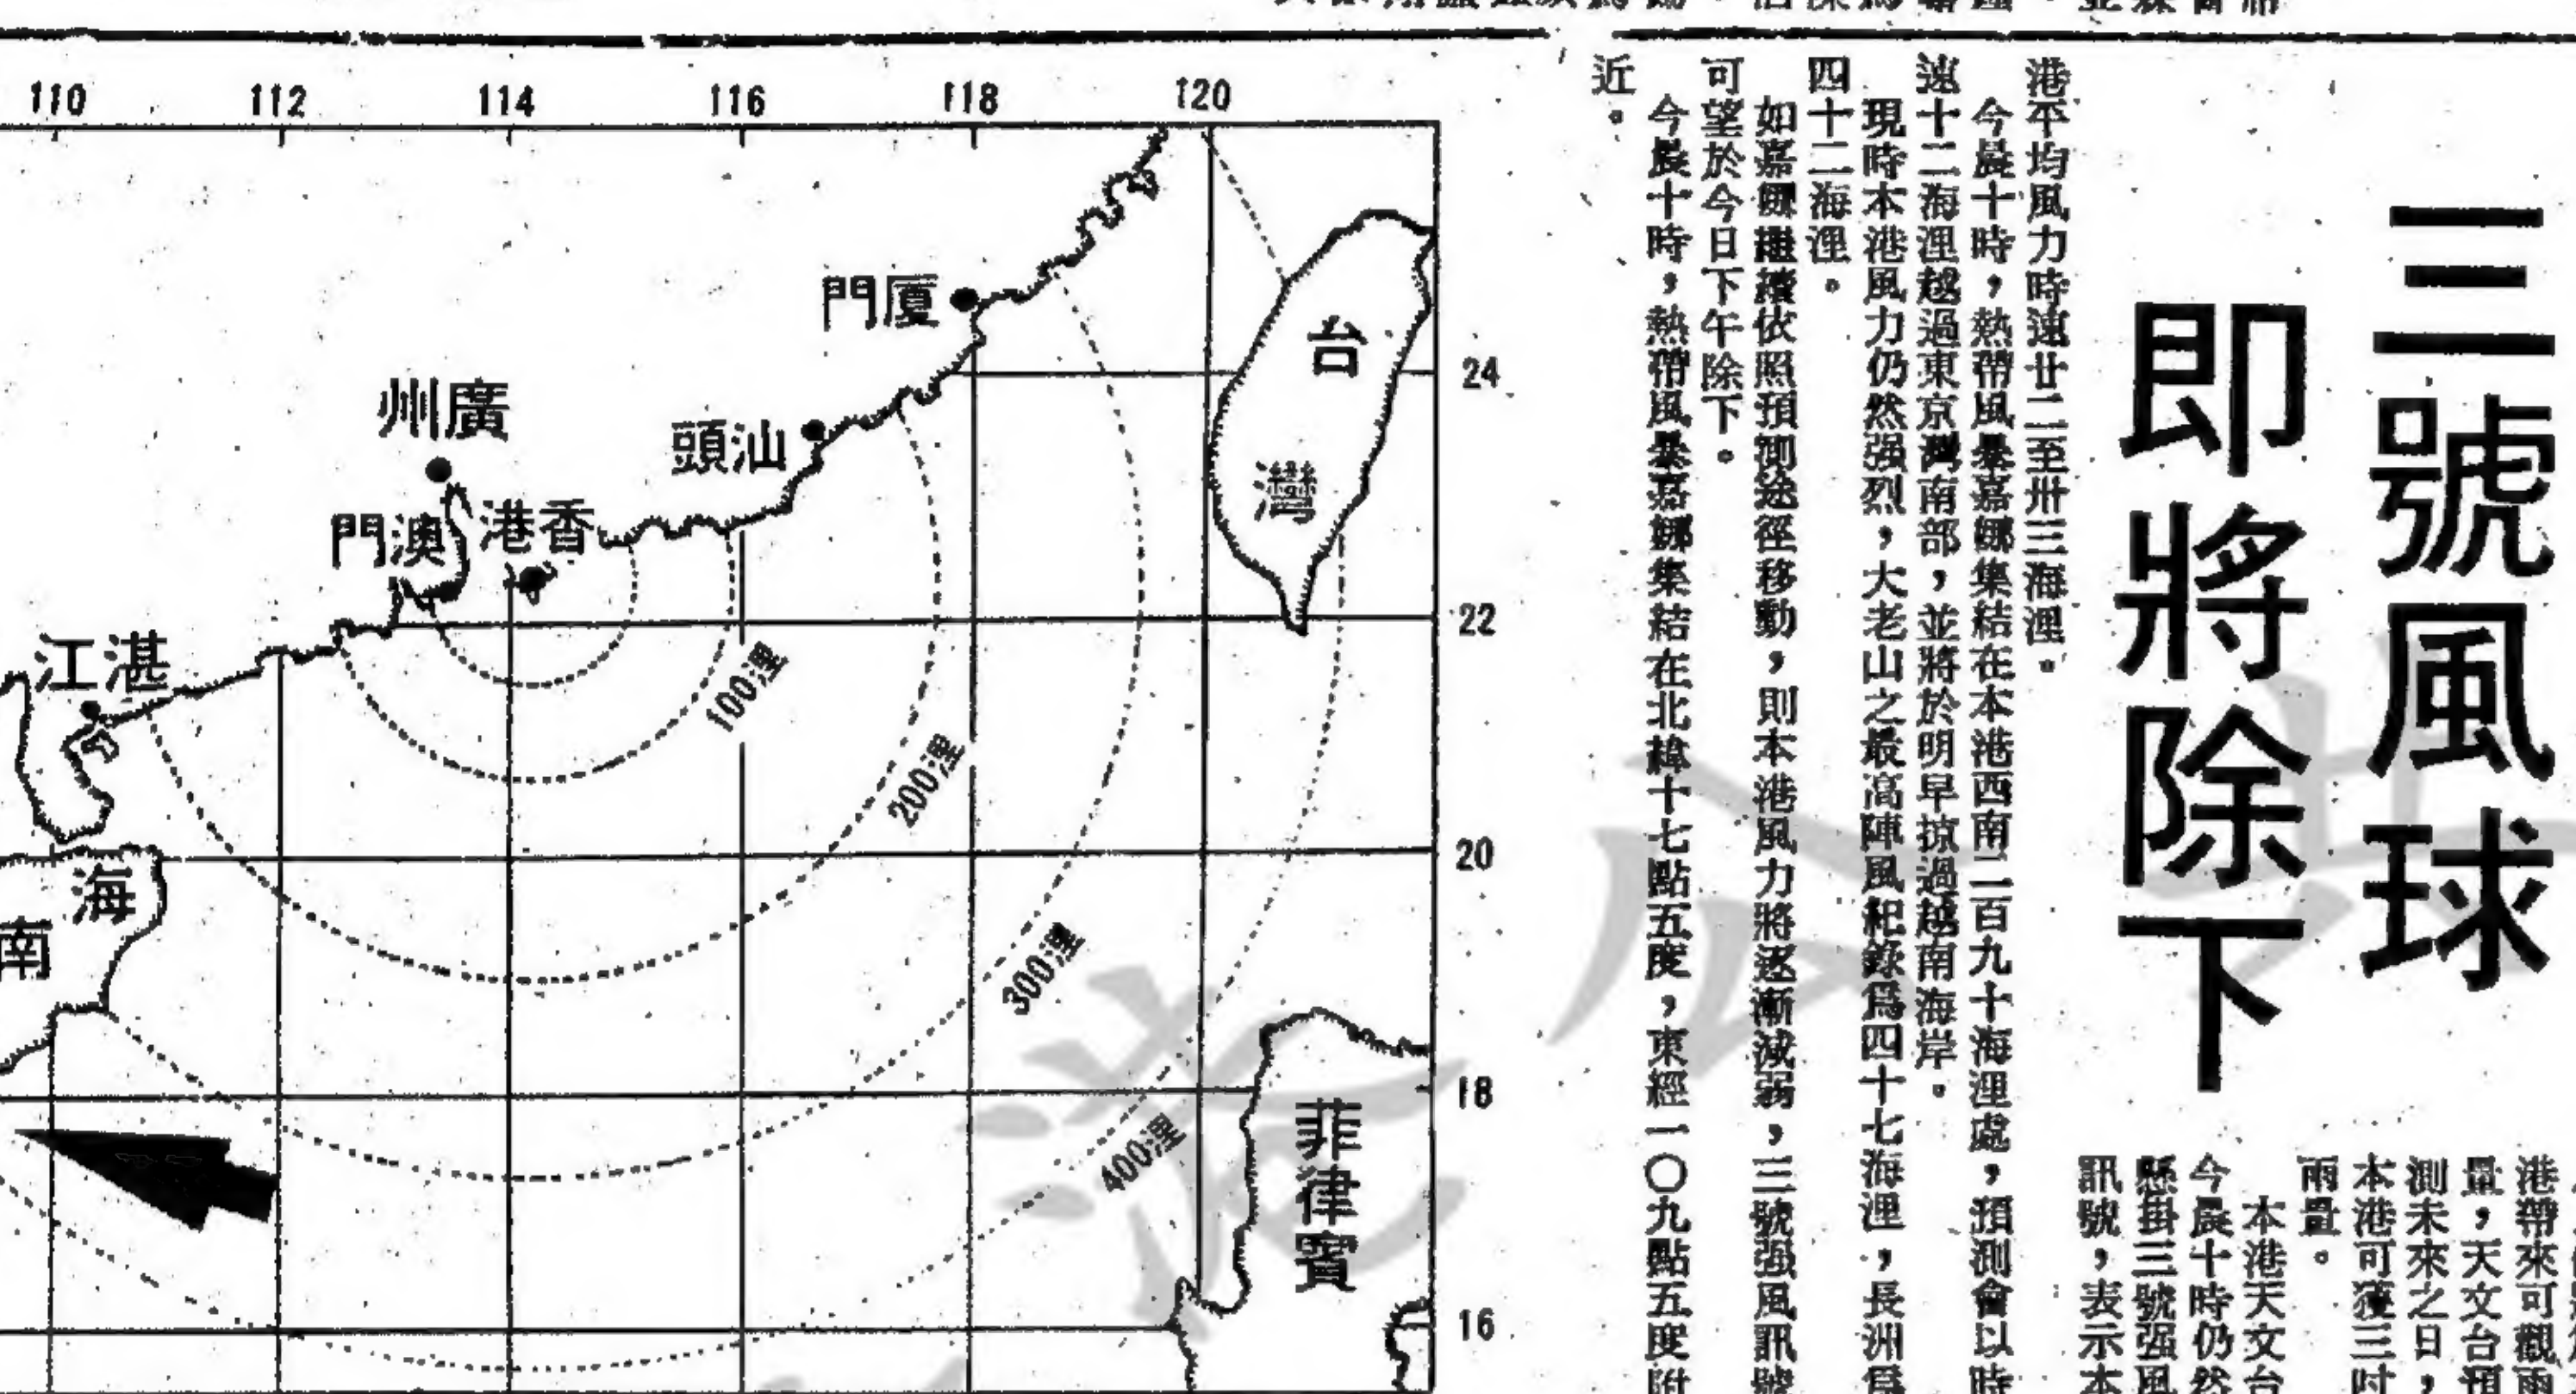 三號風球
即將除下
港帶來可觀雨
量，天文台預
測未來之日，
本港可獲三吋
雨量。
本港天文台
今晨十時仍然
懸掛三號强風
訊號，表示本
港平均風力時速廿二至卅三海浬。
今晨十時，熱帶風暴嘉娜集結在本港西南二百九十海浬處，預測會以時
速十二海浬越過東京灣南部，並將於明早掠過越南海岸。
現時本港風力仍然强烈，大老山之最高陣風紀錄爲四十七海浬，長洲爲
四十二海浬。
如嘉娜繼續依照預測途徑移動，則本港風力將逐漸減弱，三號强風訊號
可望於今日下午除下。
今晨十時，熱帶風暴嘉娜集結在北緯十七點五度，東經一〇九點五度附
近。
110 112 114 116 118 120
門厦
台灣
24
州廣
頭汕
門澳
港香
22
江湛
100浬
200浬
20
海南
300浬
18
400浬
菲律賓
16